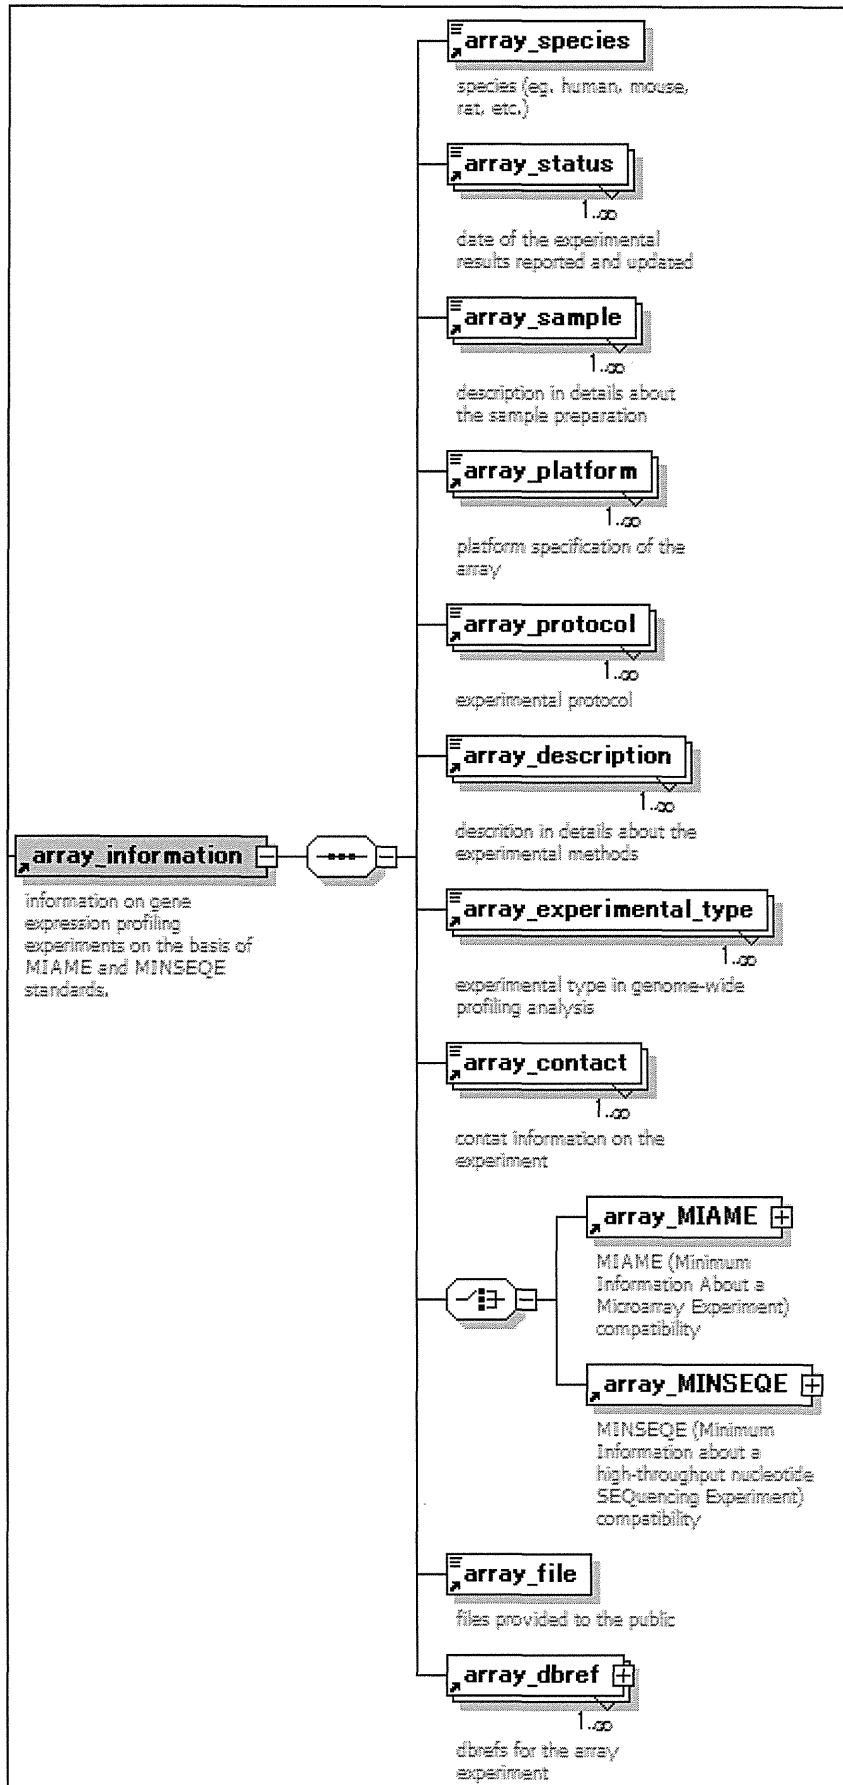 array_species
species (eg. human, mouse,
rat, etc.)
array_status
1..∞
date of the experimental
results reported and updated
array_sample
1..∞
description in details about
the sample preparation
array_platform
1..∞
platform specification of the
array
array_protocol
1..∞
experimental protocol
array_description
1..∞
descrition in details about the
experimental methods
array_information
information on gene
expression profiling
experiments on the basis of
MIAME and MINSEQE
standards.
array_experimental_type
1..∞
experimental type in genome-wide
profiling analysis
array_contact
1..∞
contat information on the
experiment
array_MIAME
MIAME (Minimum
Information About a
Microarray Experiment)
compatibility
array_MINSEQE
MINSEQE (Minimum
Information about a
high-throughput nucleotide
SEQuencing Experiment)
compatibility
array_file
files provided to the public
array_dbref
1..∞
dbrefs for the array
experiment